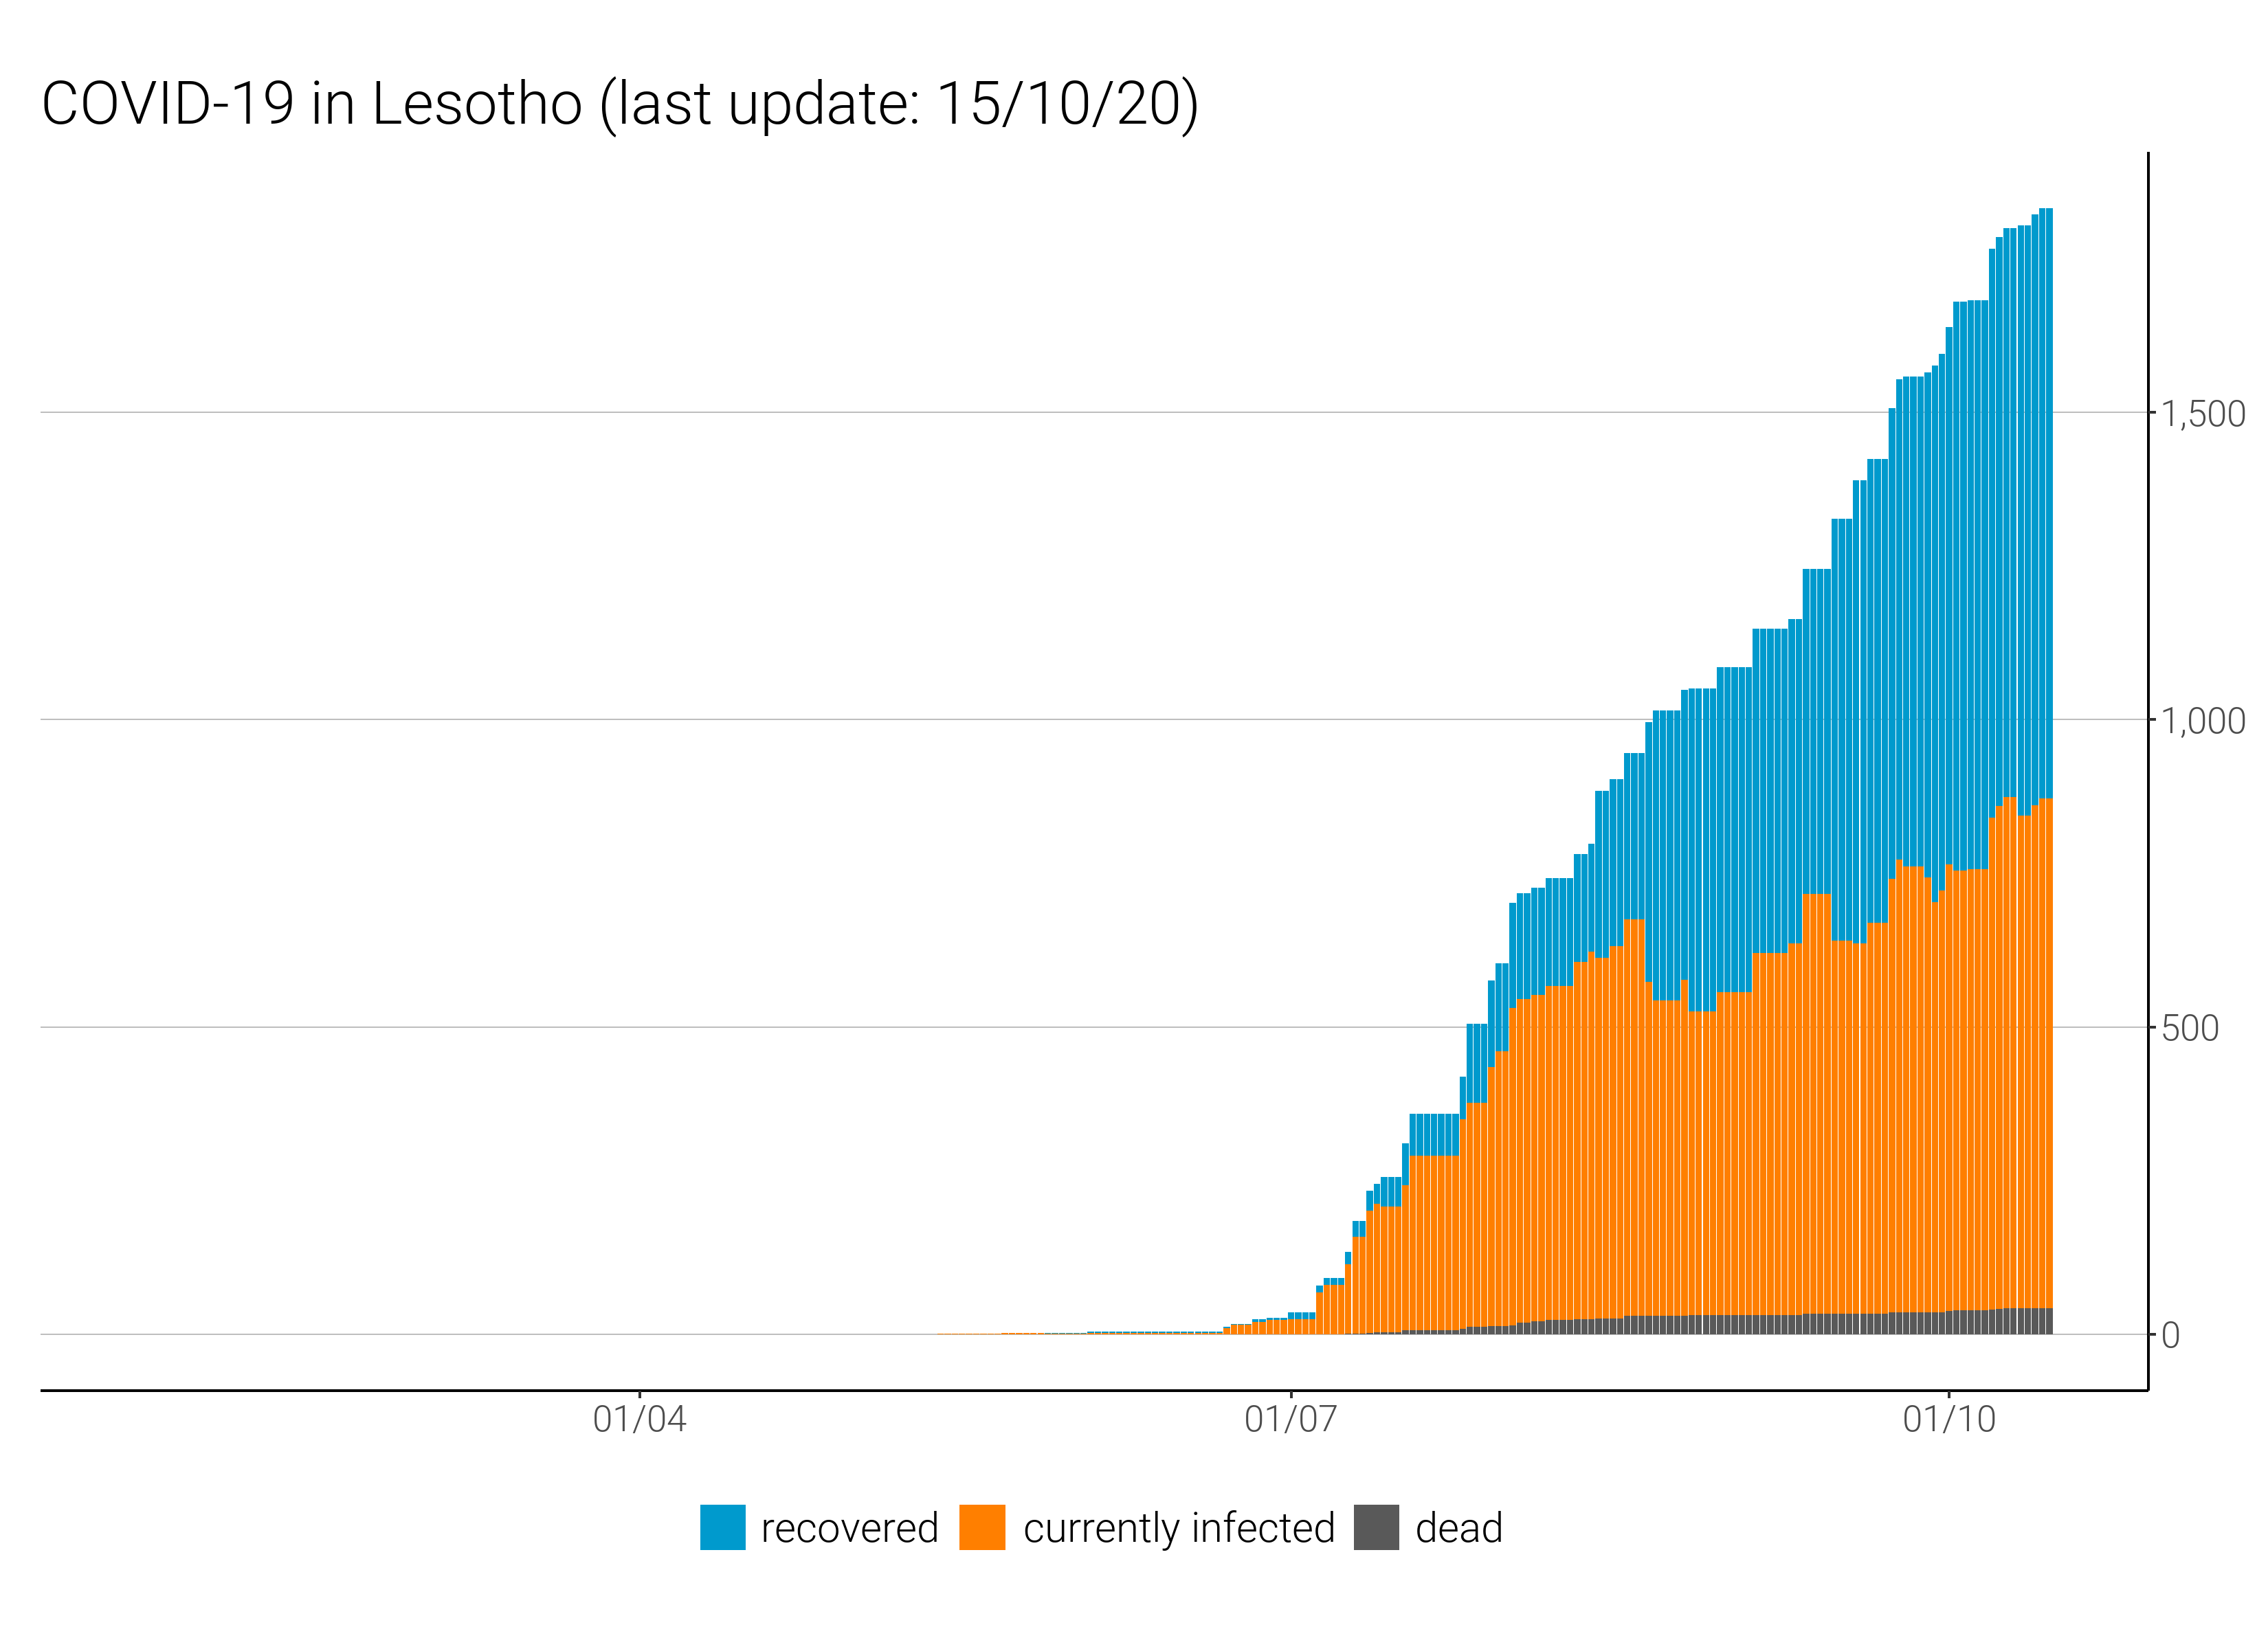 COVID-19 in Lesotho (last update: 15/10/20)
1,500
1,000
500
0
01/04 01/07 01/10
recovered currently infected dead